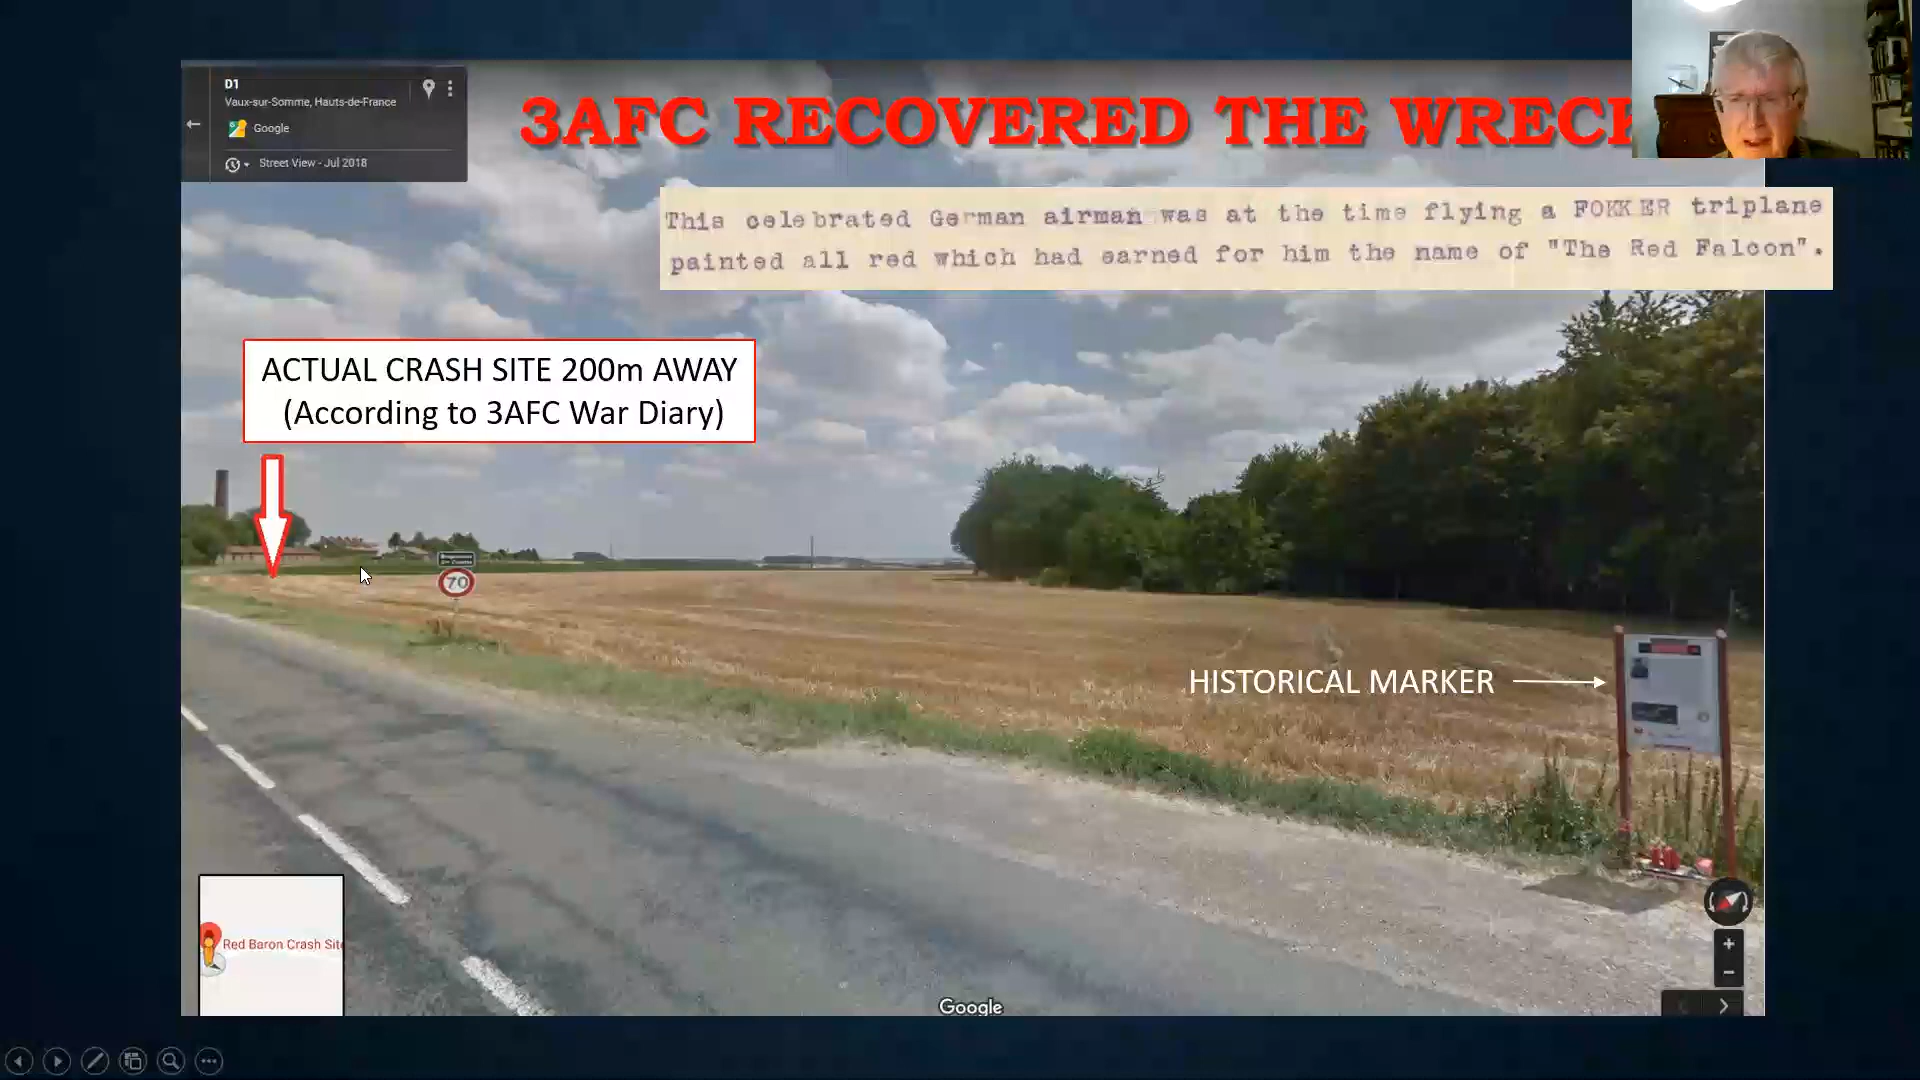 D1
Vaux-sur-Somme, Hauts-de-France
Google
Street View - Jul 2018
3AFC RECOVERED THE WRECK
This celebrated German airman was at the time flying a FOKKER triplane
painted all red which had earned for him the name of "The Red Falcon".
ACTUAL CRASH SITE 200m AWAY
(According to 3AFC War Diary)
70
HISTORICAL MARKER
Red Baron Crash Site
Google